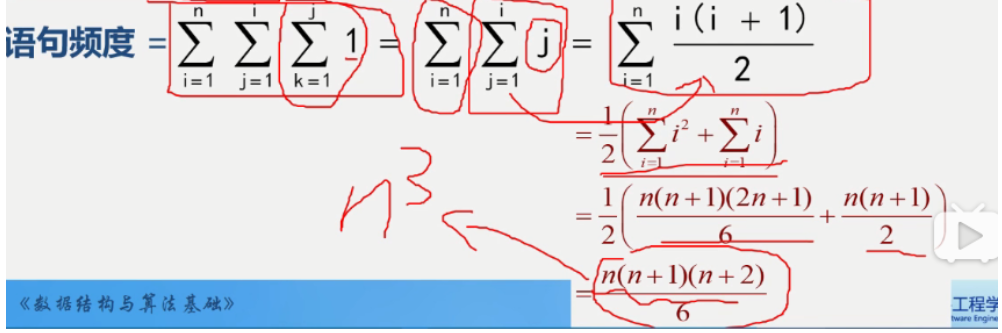 语句频度 = $\sum_{i=1}^{n} \sum_{j=1}^{i} \sum_{k=1}^{j} 1 = \sum_{i=1}^{n} \sum_{j=1}^{i} j = \sum_{i=1}^{n} \frac{i(i+1)}{2}$
$= \frac{1}{2}\left(\sum_{i=1}^{n} i^2 + \sum_{i=1}^{n} i\right)$
n³
$= \frac{1}{2}\left(\frac{n(n+1)(2n+1)}{6} + \frac{n(n+1)}{2}\right)$
$= \frac{n(n+1)(n+2)}{6}$
《数据结构与算法基础》
工程学
tware Engine